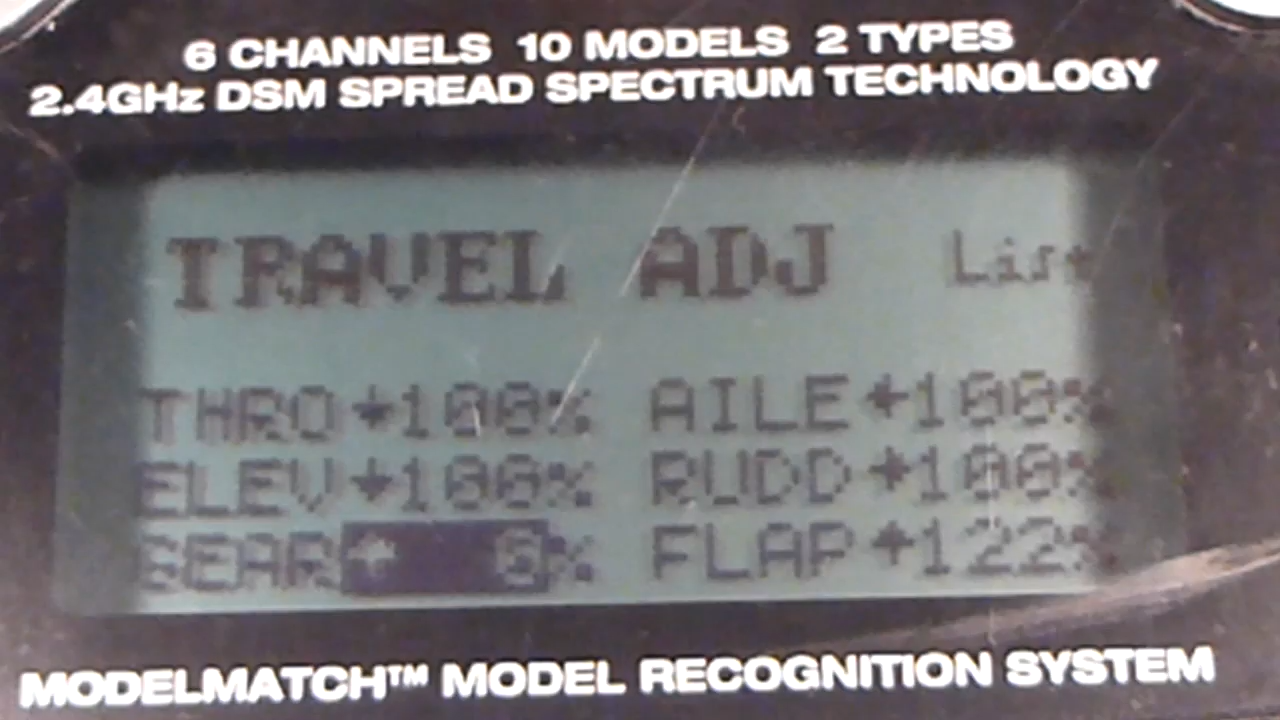 6 CHANNELS 10 MODELS 2 TYPES
2.4GHz DSM SPREAD SPECTRUM TECHNOLOGY
TRAVEL ADJ List
THRO ↓100% AILE ←100%
ELEV ↓100% RUDD ←100%
GEAR % FLAP ↑122%
MODELMATCH™ MODEL RECOGNITION SYSTEM